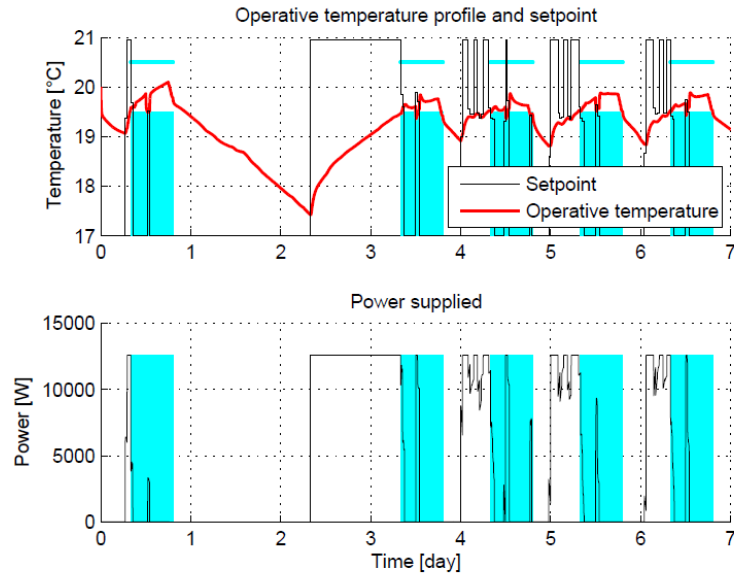 Operative temperature profile and setpoint
21
20
19
18
17
Temperature [°C]
0 1 2 3 4 5 6 7
Setpoint
Operative temperature
Power supplied
15000
10000
5000
0
Power [W]
0 1 2 3 4 5 6 7
Time [day]